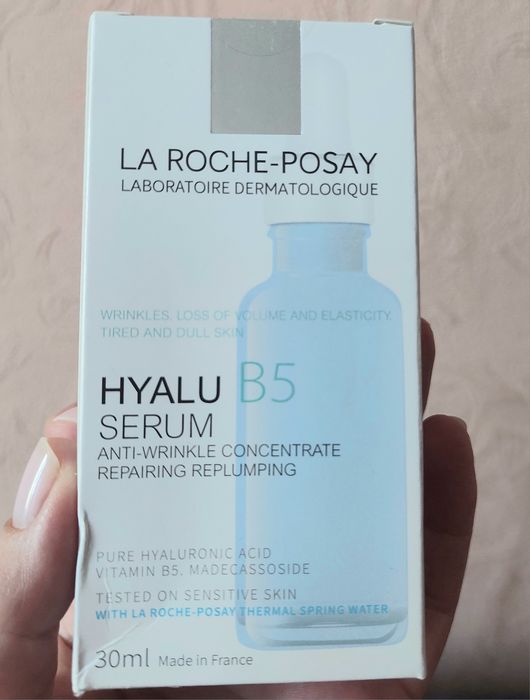 LA ROCHE-POSAY
LABORATOIRE DERMATOLOGIQUE
WRINKLES, LOSS OF VOLUME AND ELASTICITY,
TIRED AND DULL SKIN
HYALU B5
SERUM
ANTI-WRINKLE CONCENTRATE
REPAIRING REPLUMPING
PURE HYALURONIC ACID
VITAMIN B5. MADECASSOSIDE
TESTED ON SENSITIVE SKIN
WITH LA ROCHE-POSAY THERMAL SPRING WATER
30ml Made in France